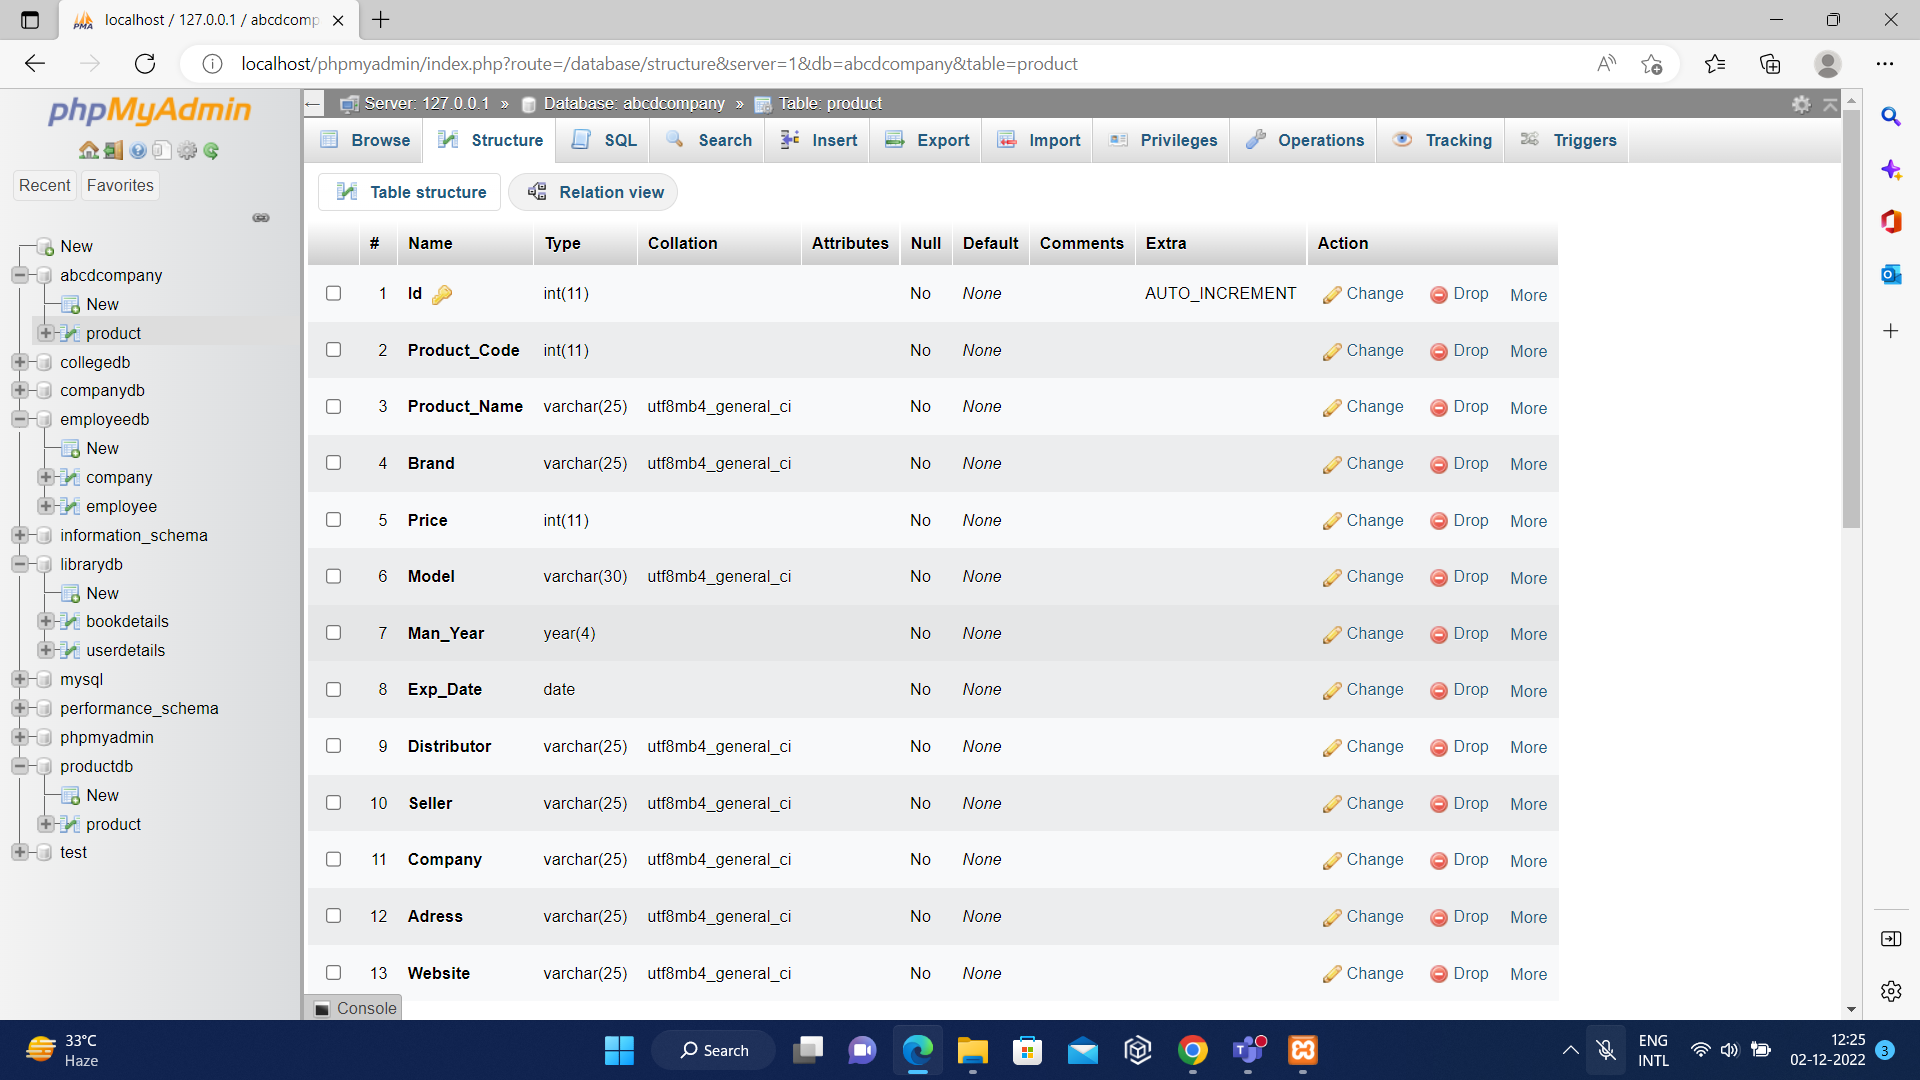 localhost / 127.0.0.1 / abcdcomp
localhost/phpmyadmin/index.php?route=/database/structure&server=1&db=abcdcompany&table=product
phpMyAdmin
Recent Favorites
New
abcdcompany
New
product
collegedb
companydb
employeedb
New
company
employee
information_schema
librarydb
New
bookdetails
userdetails
mysql
performance_schema
phpmyadmin
productdb
New
product
test
Server: 127.0.0.1 » Database: abcdcompany » Table: product
Browse Structure SQL Search Insert Export Import Privileges Operations Tracking Triggers
Table structure Relation view
# Name Type Collation Attributes Null Default Comments Extra Action
1 Id int(11) No None AUTO_INCREMENT Change Drop More
2 Product_Code int(11) No None Change Drop More
3 Product_Name varchar(25) utf8mb4_general_ci No None Change Drop More
4 Brand varchar(25) utf8mb4_general_ci No None Change Drop More
5 Price int(11) No None Change Drop More
6 Model varchar(30) utf8mb4_general_ci No None Change Drop More
7 Man_Year year(4) No None Change Drop More
8 Exp_Date date No None Change Drop More
9 Distributor varchar(25) utf8mb4_general_ci No None Change Drop More
10 Seller varchar(25) utf8mb4_general_ci No None Change Drop More
11 Company varchar(25) utf8mb4_general_ci No None Change Drop More
12 Adress varchar(25) utf8mb4_general_ci No None Change Drop More
13 Website varchar(25) utf8mb4_general_ci No None Change Drop More
Console
33°C
Haze
Search
ENG
INTL
12:25
02-12-2022
3